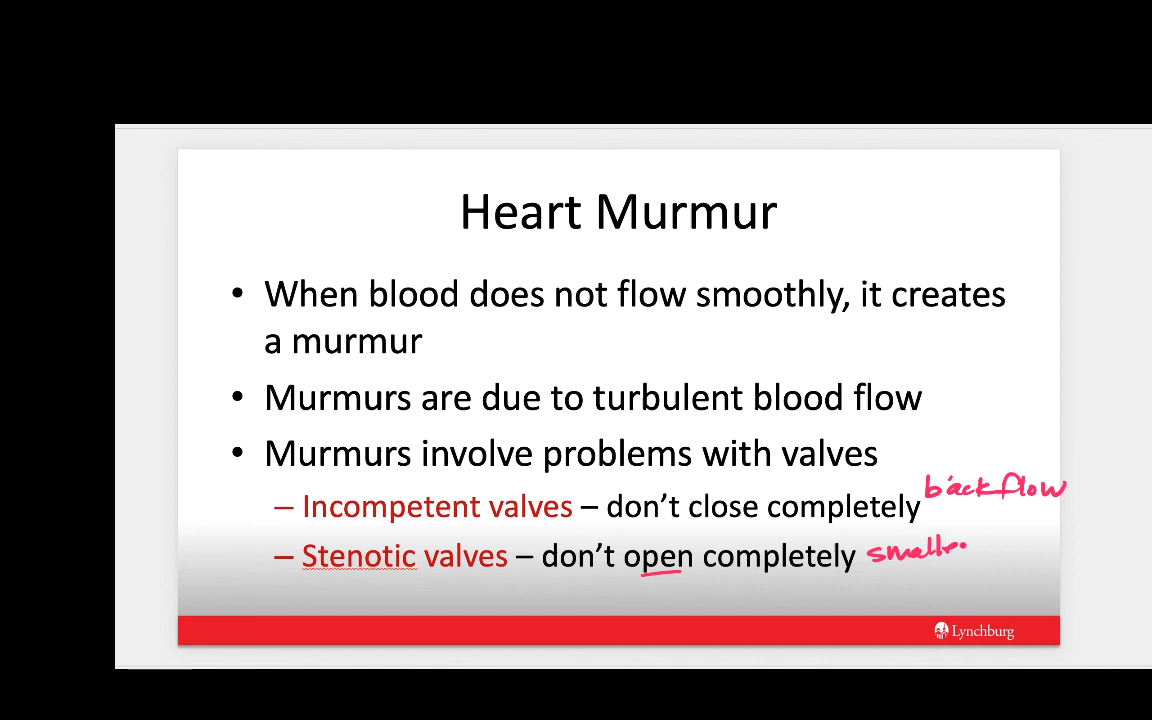 Heart Murmur
• When blood does not flow smoothly, it creates
a murmur
• Murmurs are due to turbulent blood flow
• Murmurs involve problems with valves
– Incompetent valves – don’t close completely backflow
– Stenotic valves – don’t open completely
Lynchburg